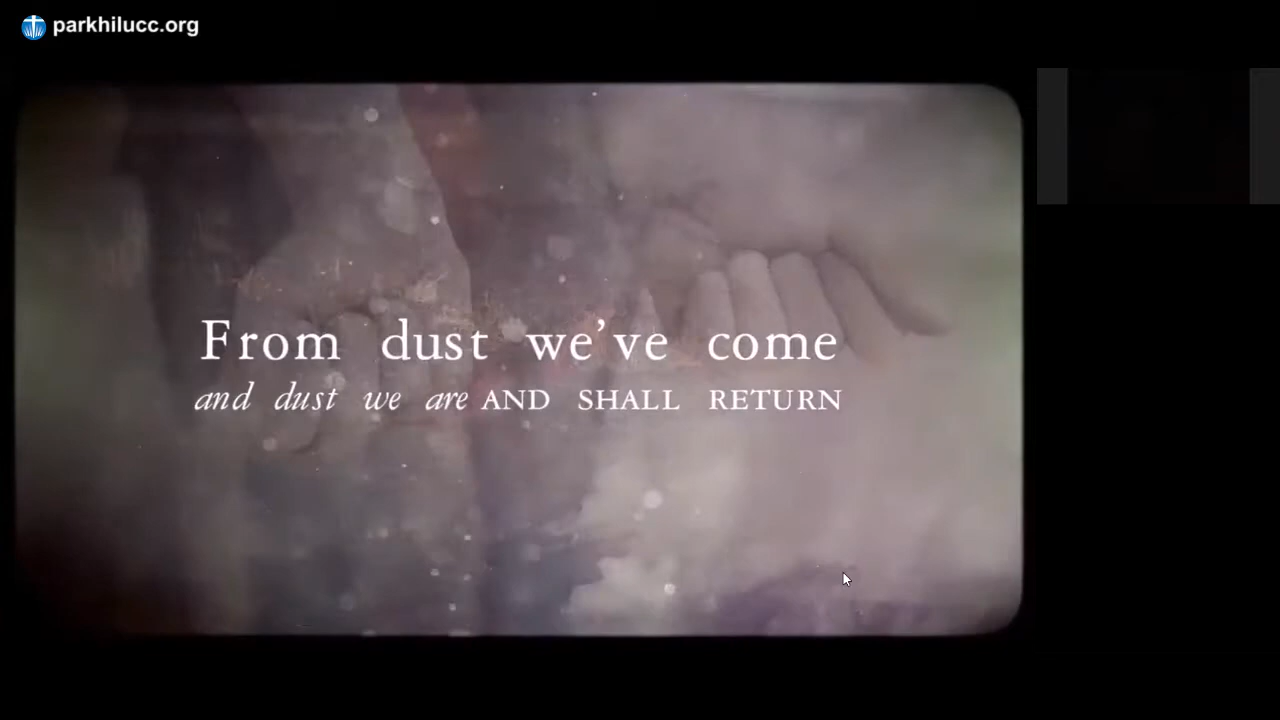 parkhilucc.org
From dust we've come
and dust we are AND SHALL RETURN